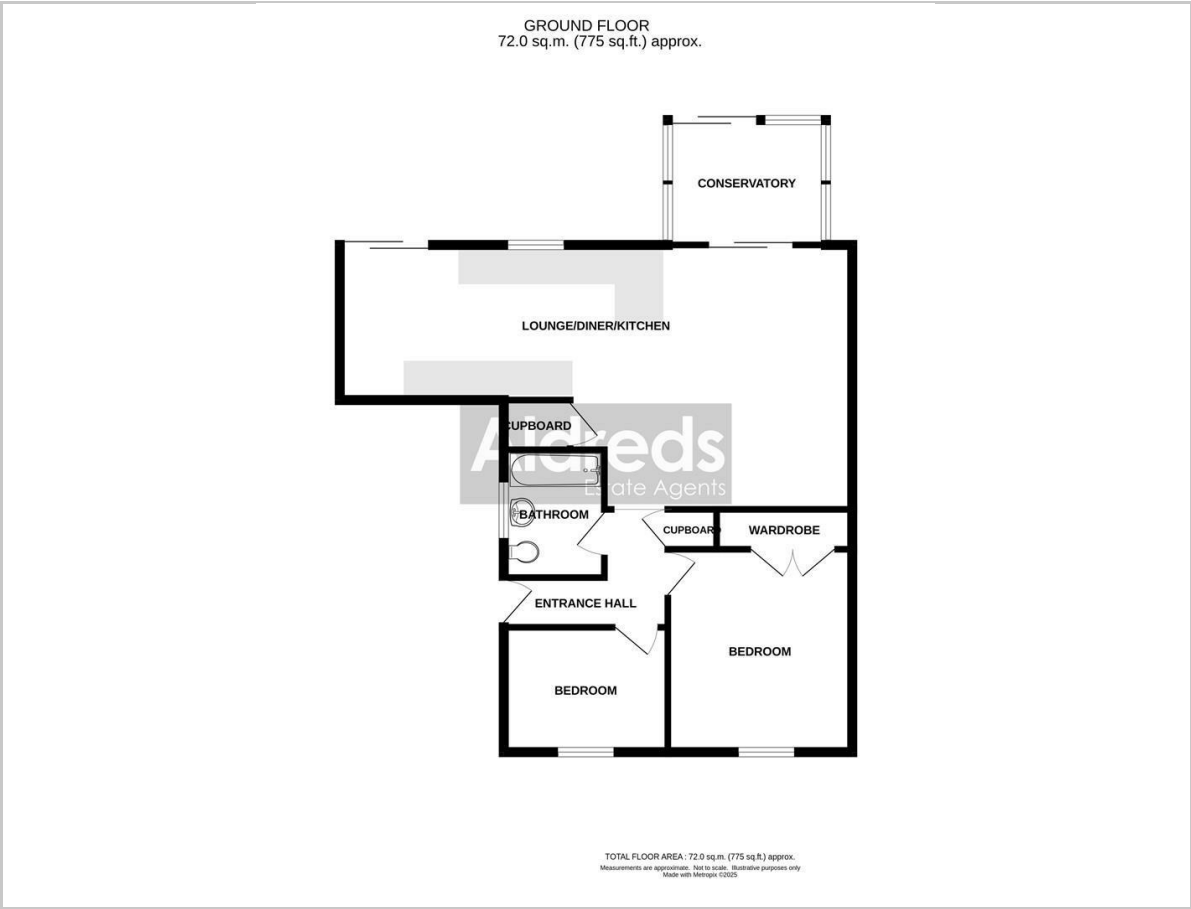 GROUND FLOOR
72.0 sq.m. (775 sq.ft.) approx.
CONSERVATORY
LOUNGE/DINER/KITCHEN
CUPBOARD
Aldreds
Estate Agents
BATHROOM
CUPBOARD
WARDROBE
ENTRANCE HALL
BEDROOM
BEDROOM
TOTAL FLOOR AREA : 72.0 sq.m. (775 sq.ft.) approx.
Measurements are approximate. Not to scale. Illustrative purposes only
Made with Metropix ©2025